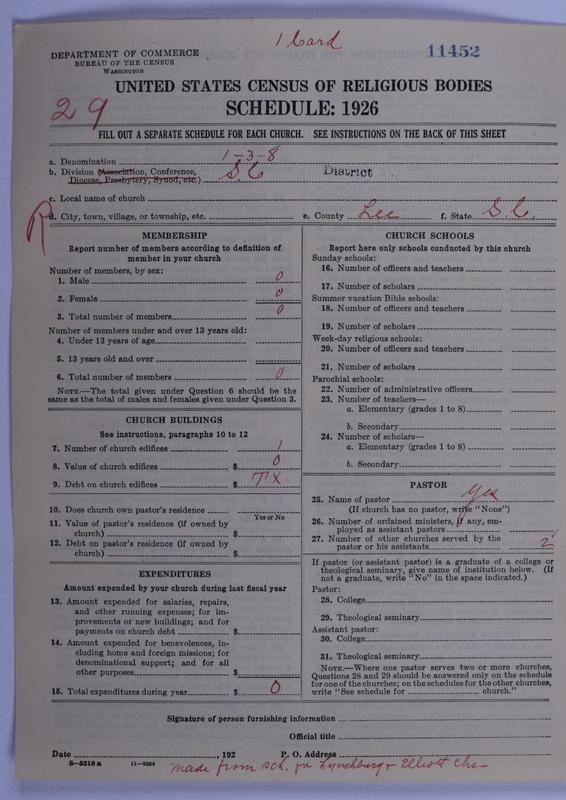 1 Card
11452
DEPARTMENT OF COMMERCE
BUREAU OF THE CENSUS
WASHINGTON
UNITED STATES CENSUS OF RELIGIOUS BODIES
29
SCHEDULE: 1926
FILL OUT A SEPARATE SCHEDULE FOR EACH CHURCH. SEE INSTRUCTIONS ON THE BACK OF THIS SHEET
a. Denomination 1-3-8
b. Division (Association, Conference, Diocese, Presbytery, Synod, etc.) S C District
c. Local name of church
R
d. City, town, village, or township, etc. e. County Lee f. State S.C.
MEMBERSHIP
Report number of members according to definition of
member in your church
Number of members, by sex:
1. Male 0
2. Female 0
3. Total number of members 0
Number of members under and over 13 years old:
4. Under 13 years of age
5. 13 years old and over
6. Total number of members 0
NOTE.—The total given under Question 6 should be the
same as the total of males and females given under Question 3.
CHURCH BUILDINGS
See instructions, paragraphs 10 to 12
7. Number of church edifices 1
8. Value of church edifices $ 0
9. Debt on church edifices $
10. Does church own pastor's residence
Yes or No
11. Value of pastor's residence (if owned by
church) $
12. Debt on pastor's residence (if owned by
church) $
EXPENDITURES
Amount expended by your church during last fiscal year
13. Amount expended for salaries, repairs,
and other running expenses; for im-
provements or new buildings; and for
payments on church debt $
14. Amount expended for benevolences, in-
cluding home and foreign missions; for
denominational support; and for all
other purposes $
15. Total expenditures during year $ 0
CHURCH SCHOOLS
Report here only schools conducted by this church
Sunday schools:
16. Number of officers and teachers
17. Number of scholars
Summer vacation Bible schools:
18. Number of officers and teachers
19. Number of scholars
Week-day religious schools:
20. Number of officers and teachers
21. Number of scholars
Parochial schools:
22. Number of administrative officers
23. Number of teachers—
a. Elementary (grades 1 to 8)
b. Secondary
24. Number of scholars—
a. Elementary (grades 1 to 8)
b. Secondary
PASTOR
25. Name of pastor yes
(If church has no pastor, write "None")
26. Number of ordained ministers, if any, em-
ployed as assistant pastors
27. Number of other churches served by the
pastor or his assistants 2
If pastor (or assistant pastor) is a graduate of a college or
theological seminary, give name of institution below. (If
not a graduate, write "No" in the space indicated.)
Pastor:
28. College
29. Theological seminary
Assistant pastor:
30. College
31. Theological seminary
NOTE.—Where one pastor serves two or more churches,
Questions 28 and 29 should be answered only on the schedule
for one of the churches; on the schedules for the other churches,
write "See schedule for church."
Signature of person furnishing information
Official title
Date , 192 P. O. Address
8—5518 a 11—9054
made from sch. for Lynchburg & Elliott chs